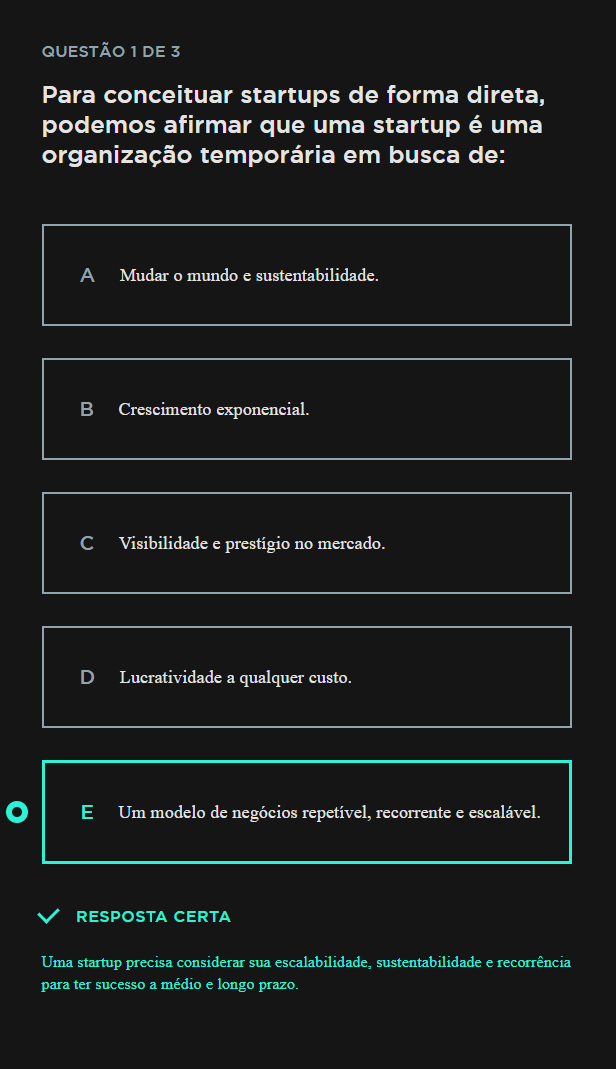 QUESTÃO 1 DE 3
Para conceituar startups de forma direta,
podemos afirmar que uma startup é uma
organização temporária em busca de:
A Mudar o mundo e sustentabilidade.
B Crescimento exponencial.
C Visibilidade e prestígio no mercado.
D Lucratividade a qualquer custo.
E Um modelo de negócios repetível, recorrente e escalável.
RESPOSTA CERTA
Uma startup precisa considerar sua escalabilidade, sustentabilidade e recorrência
para ter sucesso a médio e longo prazo.